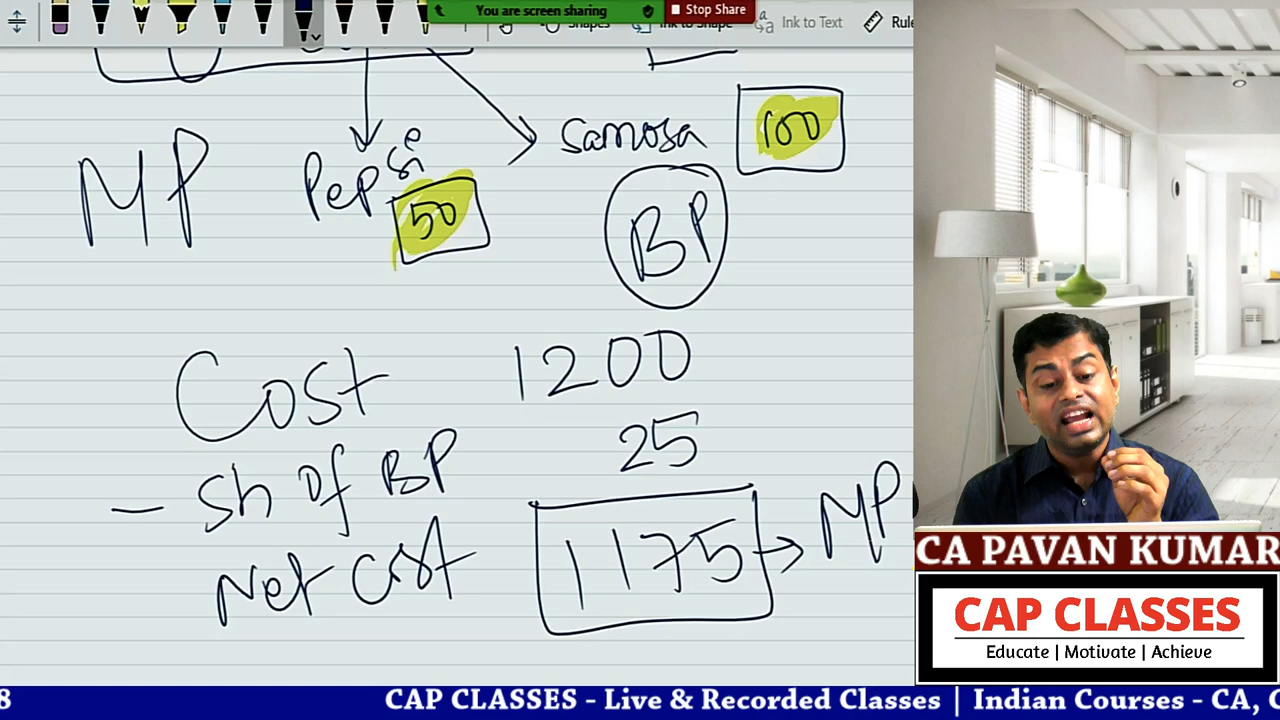 You are screen sharing
Stop Share
Shapes
Ink to Shape
Ink to Text
Rule
samosa 100
MP Pepsi
50
BP
Cost 1200
- Sh of BP 25
Net Cost 1175 → MP
CA PAVAN KUMAR
CAP CLASSES
Educate | Motivate | Achieve
8 CAP CLASSES - Live & Recorded Classes | Indian Courses - CA, C